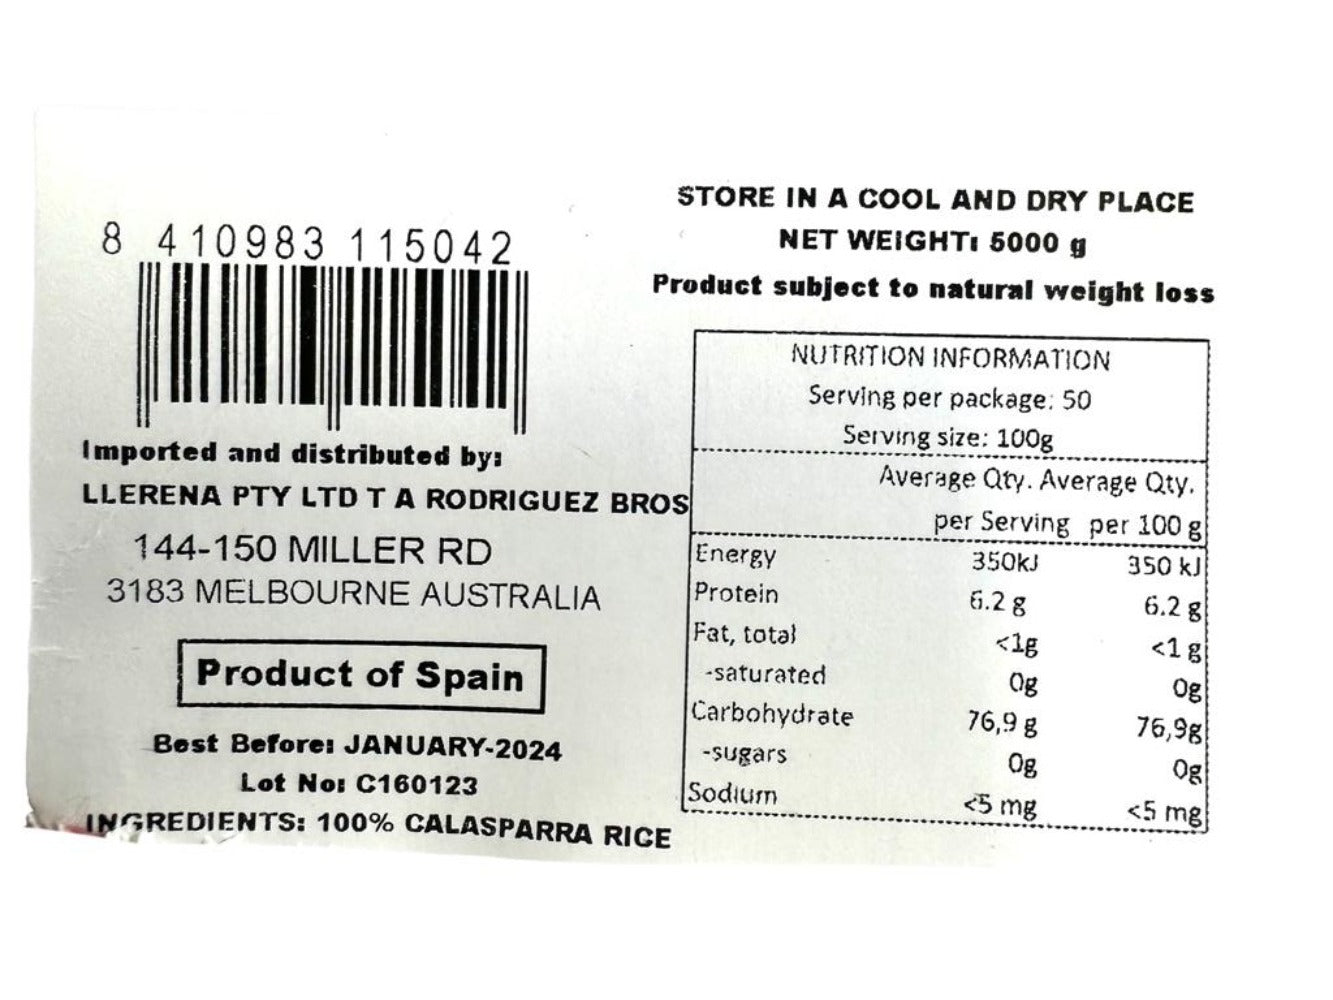 8 410983 115042
Imported and distributed by:
LLERENA PTY LTD T A RODRIGUEZ BROS
144-150 MILLER RD
3183 MELBOURNE AUSTRALIA
Product of Spain
Best Before: JANUARY-2024
Lot No: C160123
INGREDIENTS: 100% CALASPARRA RICE
STORE IN A COOL AND DRY PLACE
NET WEIGHT: 5000 g
Product subject to natural weight loss
NUTRITION INFORMATION
Serving per package: 50
Serving size: 100g
Average Qty. Average Qty.
per Serving per 100 g
Energy 350kJ 350 kJ
Protein 6.2 g 6.2 g
Fat, total <1g <1 g
-saturated 0g 0g
Carbohydrate 76,9 g 76,9g
-sugars 0g 0g
Sodium <5 mg <5 mg